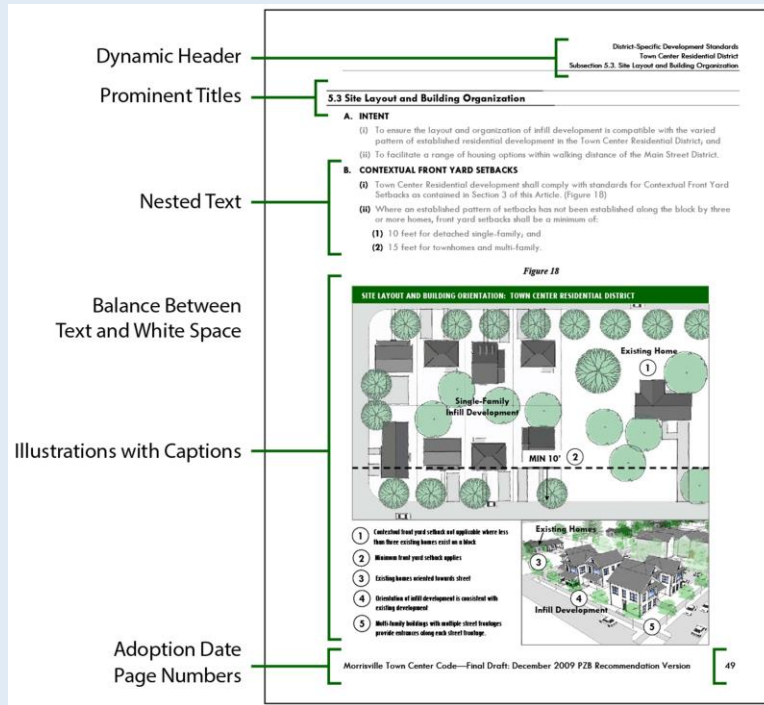 Dynamic Header
Prominent Titles
Nested Text
Balance Between
Text and White Space
Illustrations with Captions
Adoption Date
Page Numbers
District-Specific Development Standards
Town Center Residential District
Subsection 5.3. Site Layout and Building Organization
5.3 Site Layout and Building Organization
A. INTENT
(i) To ensure the layout and organization of infill development is compatible with the varied
pattern of established residential development in the Town Center Residential District; and
(ii) To facilitate a range of housing options within walking distance of the Main Street District.
B. CONTEXTUAL FRONT YARD SETBACKS
(i) Town Center Residential development shall comply with standards for Contextual Front Yard
Setbacks as contained in Section 3 of this Article. (Figure 18)
(ii) Where an established pattern of setbacks has not been established along the block by three
or more homes, front yard setbacks shall be a minimum of:
(1) 10 feet for detached single-family; and
(2) 15 feet for townhomes and multi-family.
Figure 18
SITE LAYOUT AND BUILDING ORIENTATION: TOWN CENTER RESIDENTIAL DISTRICT
Existing Home
1
Single-Family
Infill Development
MIN 10'
2
1 Contextual front yard setback not applicable where less
than three existing homes exist on a block
2 Minimum front yard setback applies
3 Existing homes oriented towards street
4 Orientation of infill development is consistent with
existing development
5 Multi-family buildings with multiple street frontages
provide entrances along each street frontage.
Existing Homes
3
4
Infill Development
5
Morrisville Town Center Code—Final Draft: December 2009 PZB Recommendation Version
49